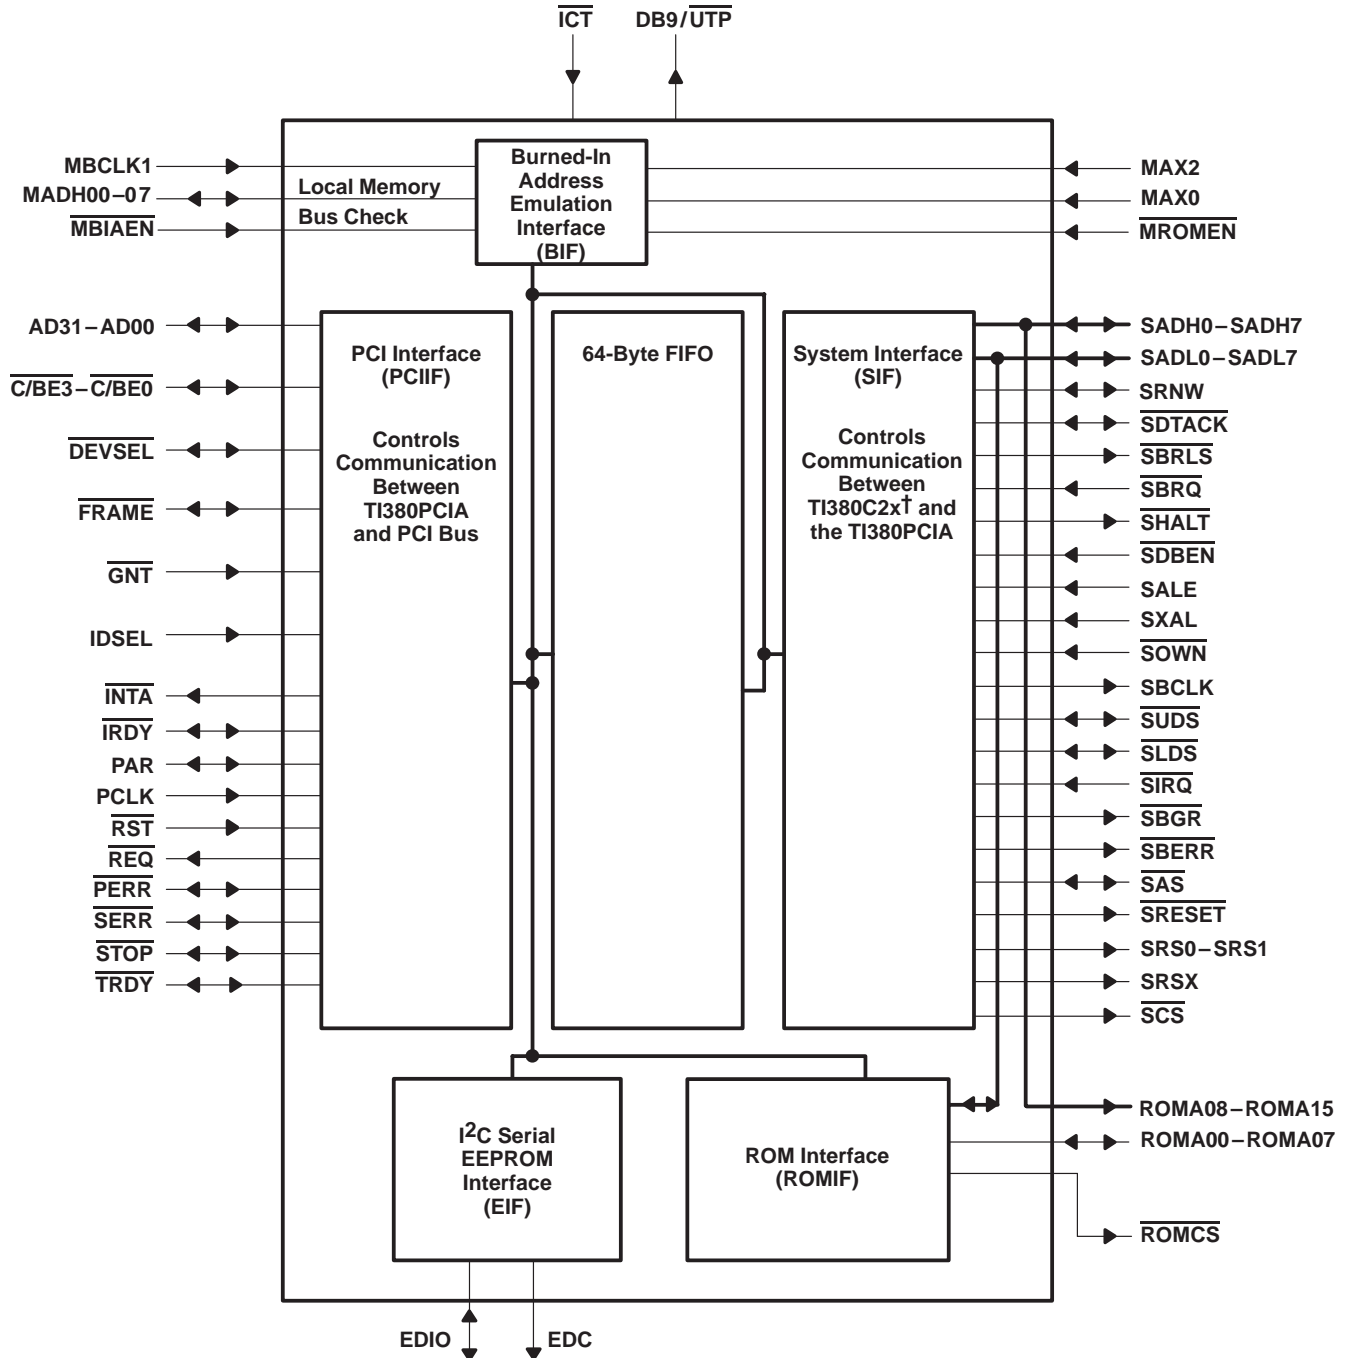 ICT
DB9/UTP
MBCLK1
MADH00–07
MBIAEN
Local Memory
Bus Check
Burned-In
Address
Emulation
Interface
(BIF)
MAX2
MAX0
MROMEN
AD31–AD00
C/BE3–C/BE0
DEVSEL
FRAME
GNT
IDSEL
INTA
IRDY
PAR
PCLK
RST
REQ
PERR
SERR
STOP
TRDY
PCI Interface
(PCIIF)
Controls
Communication
Between
TI380PCIA
and PCI Bus
64-Byte FIFO
System Interface
(SIF)
Controls
Communication
Between
TI380C2x† and
the TI380PCIA
SADH0–SADH7
SADL0–SADL7
SRNW
SDTACK
SBRLS
SBRQ
SHALT
SDBEN
SALE
SXAL
SOWN
SBCLK
SUDS
SLDS
SIRQ
SBGR
SBERR
SAS
SRESET
SRS0–SRS1
SRSX
SCS
I2C Serial
EEPROM
Interface
(EIF)
ROM Interface
(ROMIF)
ROMA08–ROMA15
ROMA00–ROMA07
ROMCS
EDIO
EDC